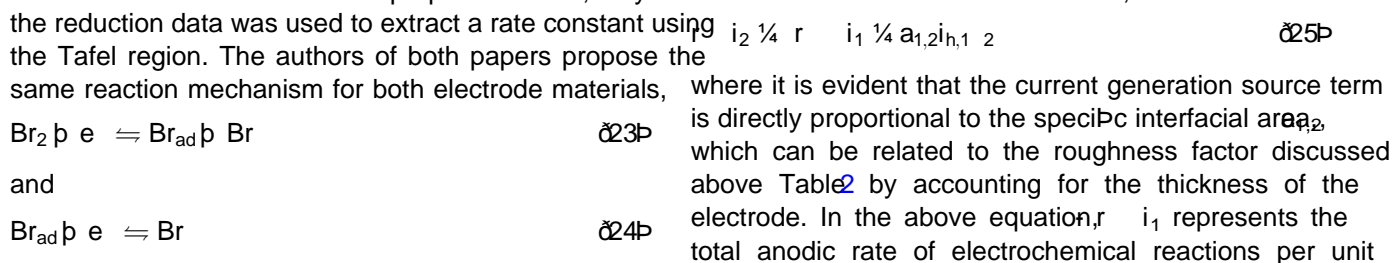 the reduction data was used to extract a rate constant using
the Tafel region. The authors of both papers propose the
same reaction mechanism for both electrode materials,
Br2 þ e ⇋ Brad þ Br ð23Þ
and
Brad þ e ⇋ Br ð24Þ
r i2 ¼ r i1 ¼ a1,2ih,1 2 ð25Þ
where it is evident that the current generation source term
is directly proportional to the speciÞc interfacial area a1,2,
which can be related to the roughness factor discussed
above Table 2 by accounting for the thickness of the
electrode. In the above equation, r i1 represents the
total anodic rate of electrochemical reactions per unit